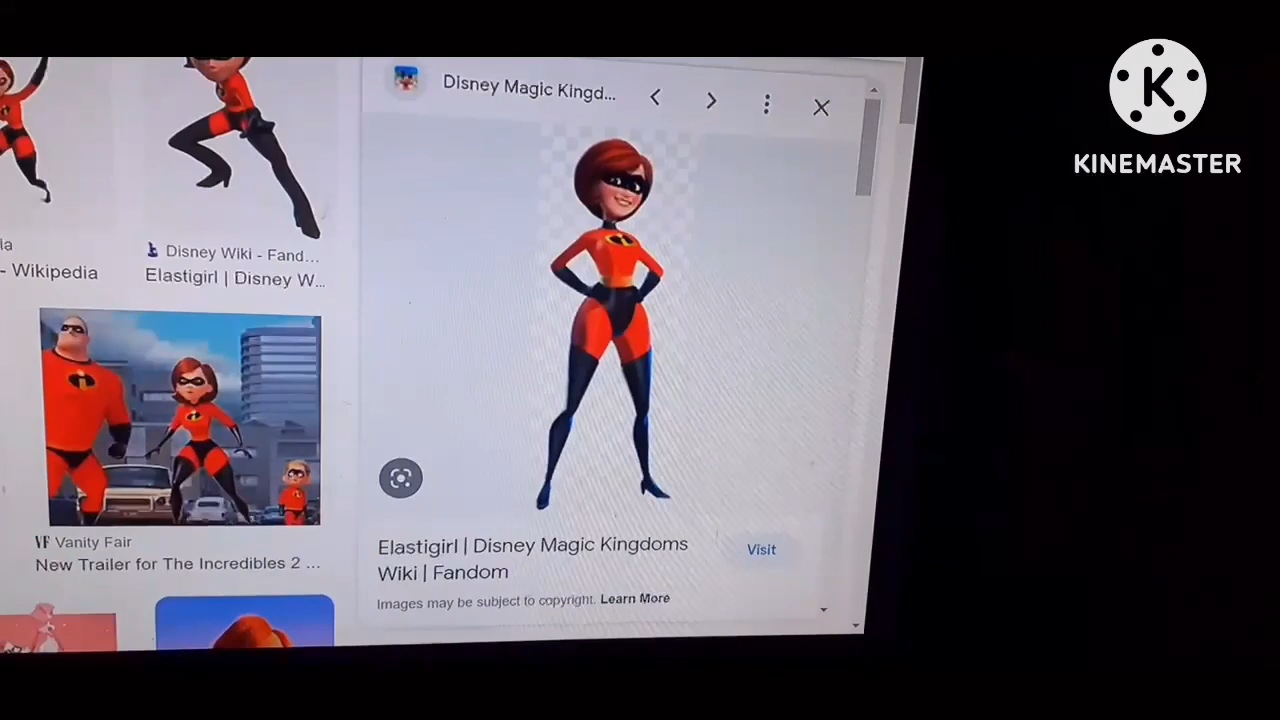 Disney Magic Kingd...
KINEMASTER
Disney Wiki - Fand...
- Wikipedia
Elastigirl | Disney W...
VF Vanity Fair
New Trailer for The Incredibles 2 ...
Elastigirl | Disney Magic Kingdoms
Wiki | Fandom
Visit
Images may be subject to copyright. Learn More